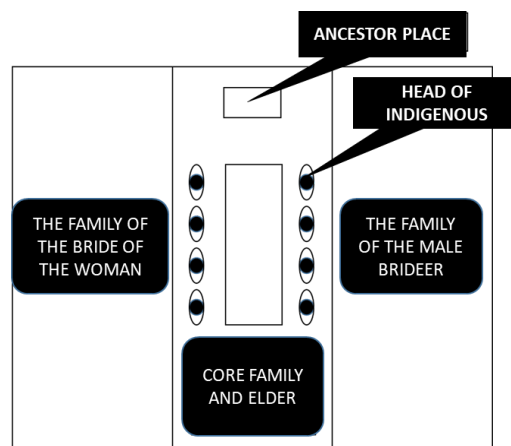 ANCESTOR PLACE
HEAD OF
INDIGENOUS
THE FAMILY OF
THE BRIDE OF
THE WOMAN
THE FAMILY
OF THE MALE
BRIDEER
CORE FAMILY
AND ELDER